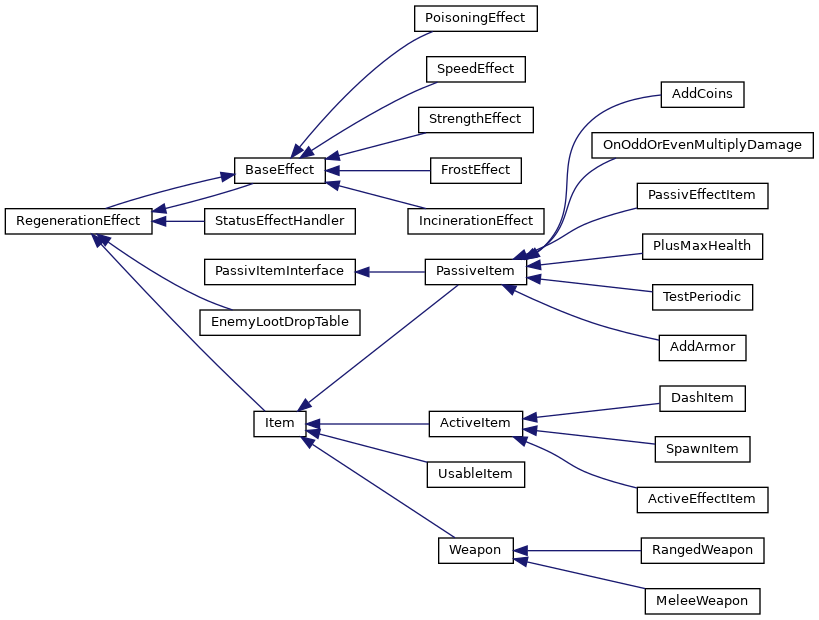 PoisoningEffect
SpeedEffect
AddCoins
StrengthEffect
OnOddOrEvenMultiplyDamage
BaseEffect
FrostEffect
PassivEffectItem
RegenerationEffect
StatusEffectHandler
IncinerationEffect
PlusMaxHealth
PassivItemInterface
PassiveItem
TestPeriodic
EnemyLootDropTable
AddArmor
DashItem
Item
ActiveItem
SpawnItem
UsableItem
ActiveEffectItem
Weapon
RangedWeapon
MeleeWeapon